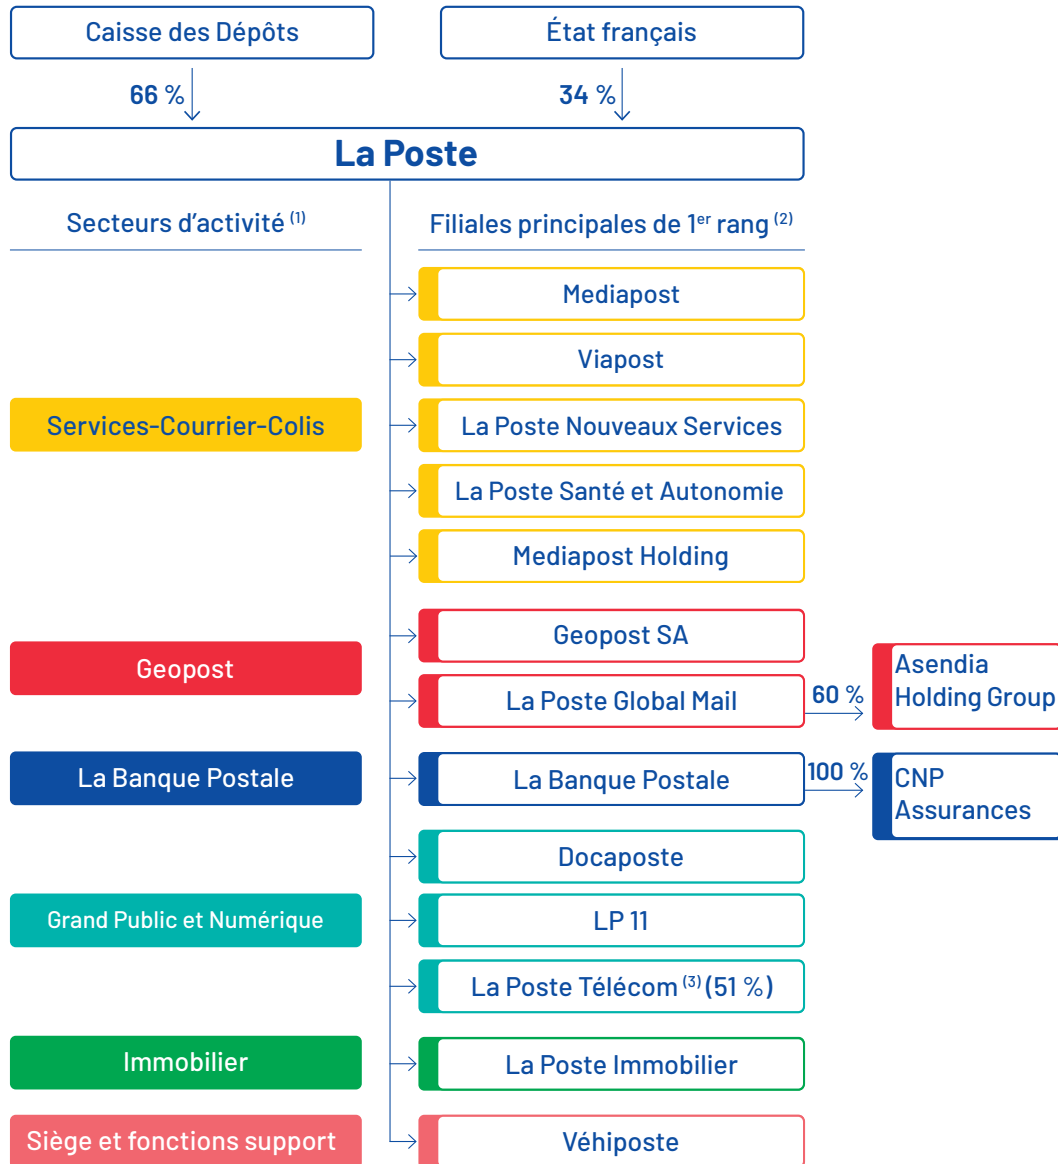 Caisse des Dépôts
État français
66 %
34 %
La Poste
Secteurs d'activité (1)
Filiales principales de 1er rang (2)
Mediapost
Viapost
Services-Courrier-Colis
La Poste Nouveaux Services
La Poste Santé et Autonomie
Mediapost Holding
Geopost
Geopost SA
La Poste Global Mail
60 %
Asendia
Holding Group
La Banque Postale
La Banque Postale
100 %
CNP
Assurances
Docaposte
Grand Public et Numérique
LP 11
La Poste Télécom (3) (51 %)
Immobilier
La Poste Immobilier
Siège et fonctions support
Véhiposte